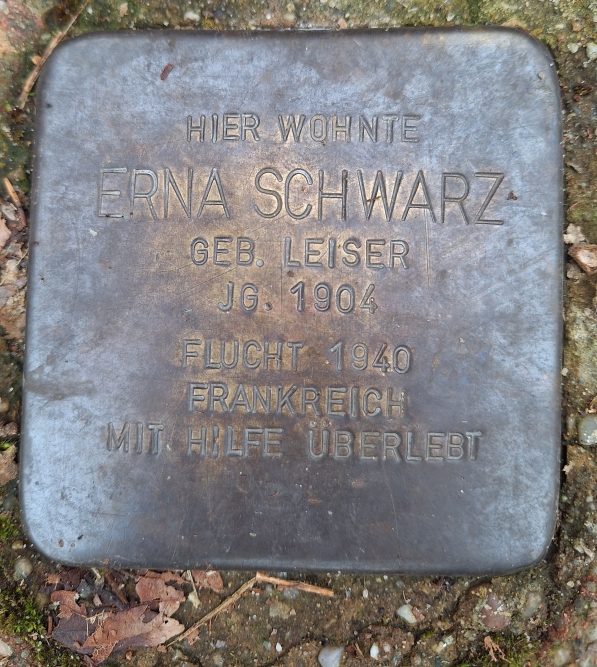 HIER WOHNTE
ERNA SCHWARZ
GEB. LEISER
JG. 1904
FLUCHT 1940
FRANKREICH
MIT HILFE ÜBERLEBT